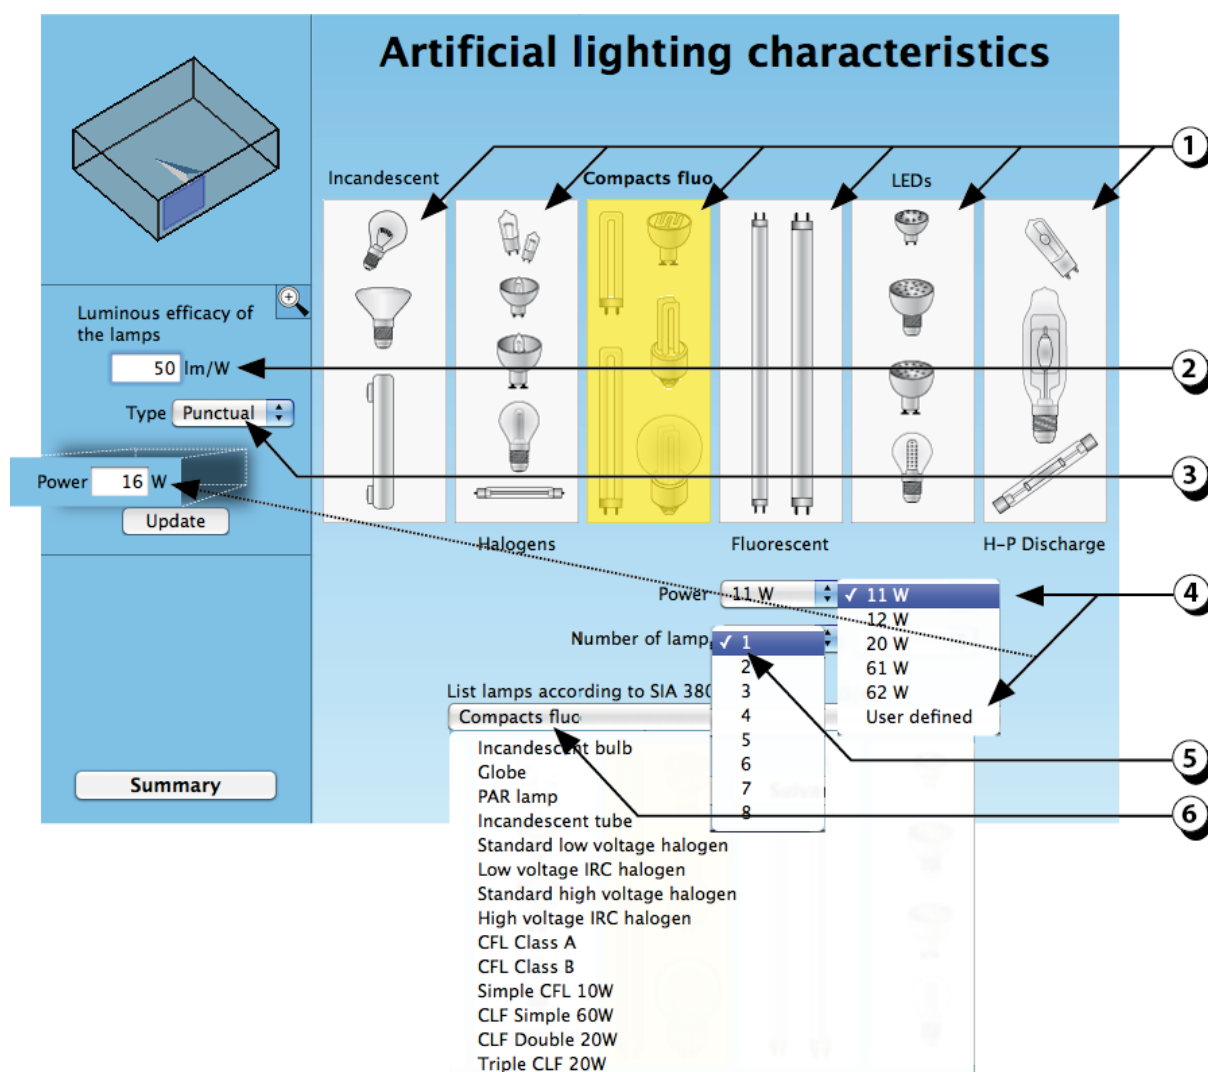 Artificial lighting characteristics
1
Incandescent
Compacts fluo
LEDs
Luminous efficacy of
the lamps
50 lm/W
2
Type Punctual
3
Power 16 W
Update
Halogens
Fluorescent
H-P Discharge
Power 11 W
✓ 11 W
4
12 W
20 W
61 W
62 W
User defined
Number of lamp
✓ 1
2
3
4
5
6
7
8
List lamps according to SIA 380
Compacts fluo
5
6
Summary
Incandescent bulb
Globe
PAR lamp
Incandescent tube
Standard low voltage halogen
Low voltage IRC halogen
Standard high voltage halogen
High voltage IRC halogen
CFL Class A
CFL Class B
Simple CFL 10W
CLF Simple 60W
CLF Double 20W
Triple CLF 20W